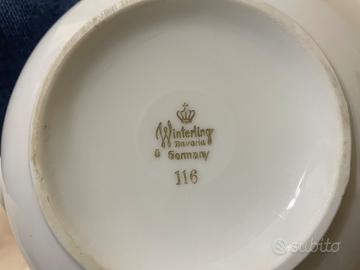 Winterling
Bavaria
Germany
116
subito